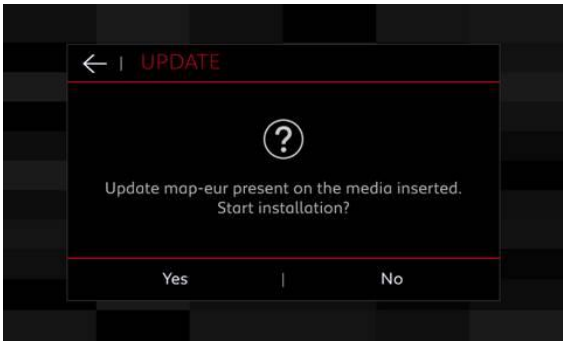 | UPDATE
?
Update map-eur present on the media inserted.
Start installation?
Yes | No